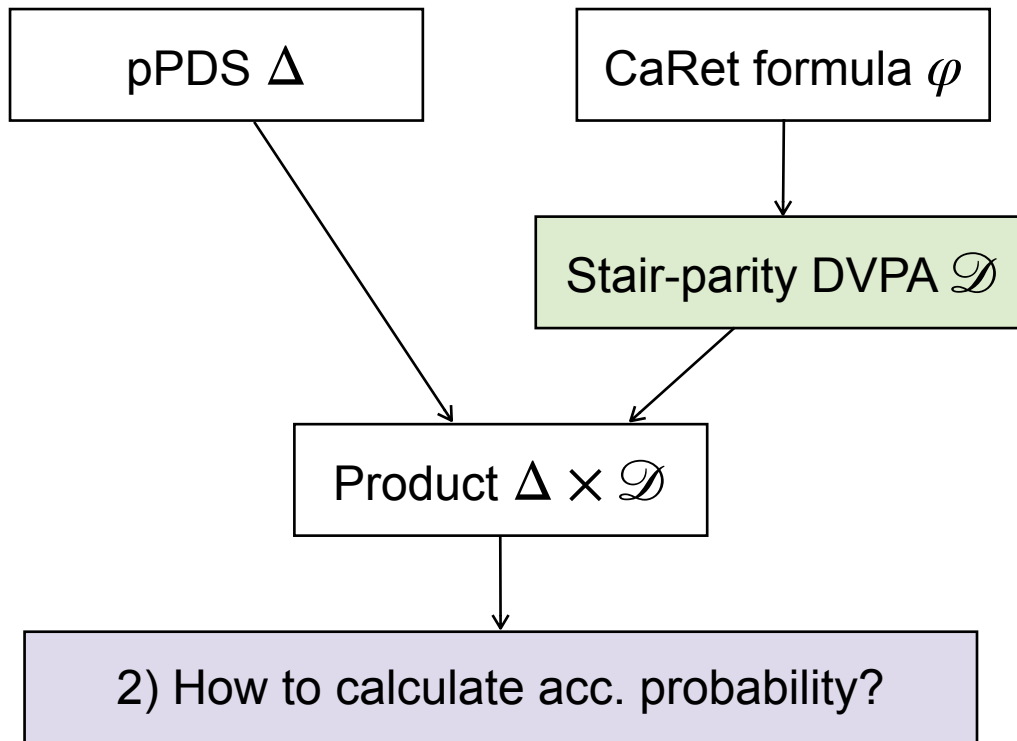 pPDS Δ
CaRet formula φ
Stair-parity DVPA 𝒟
Product Δ × 𝒟
2) How to calculate acc. probability?